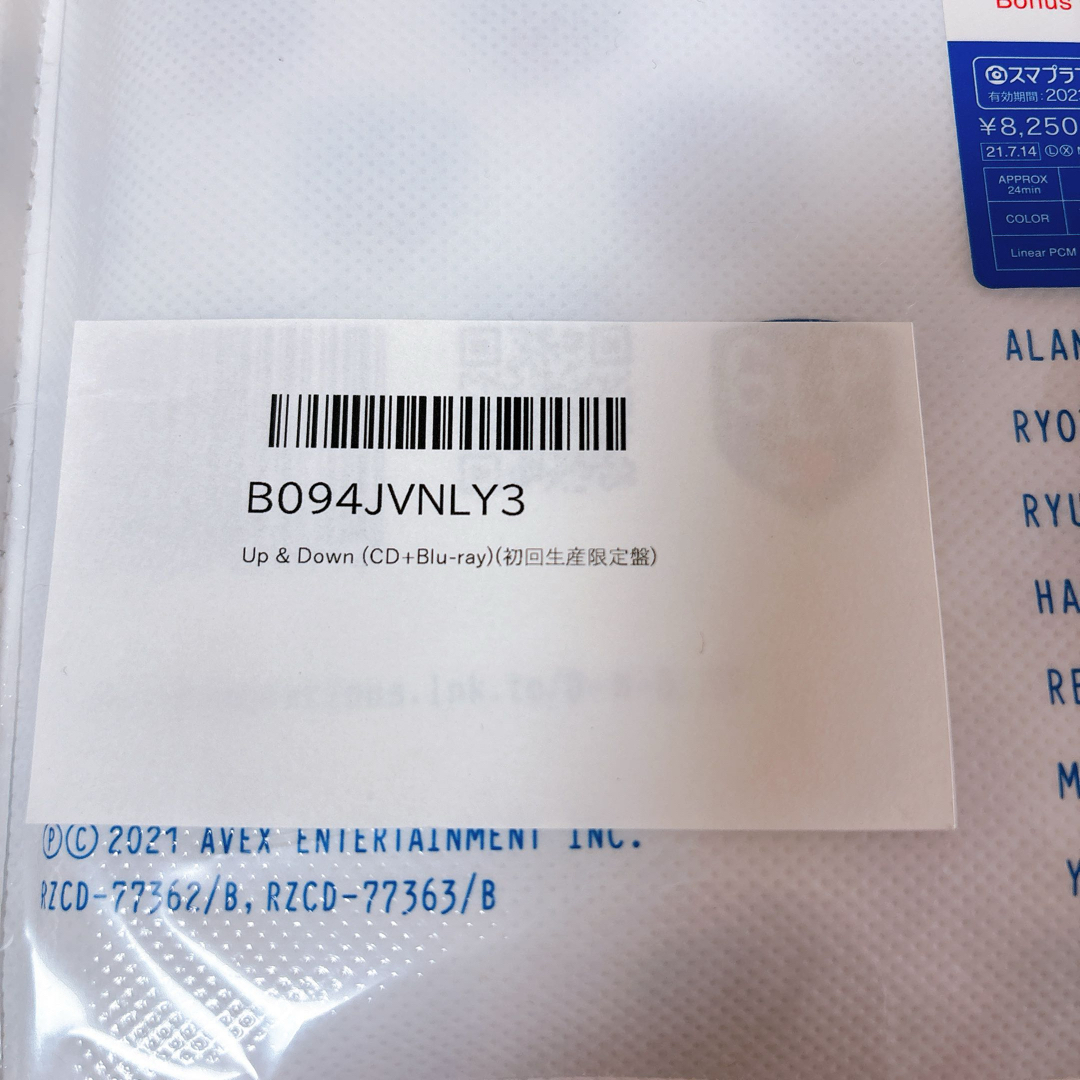 Bonus
スマプラ
有効期間:202
¥8,250
21.7.14 Ⓛ Ⓧ
APPROX
24min
COLOR
Linear PCM
B094JVNLY3
Up & Down (CD+Blu-ray)(初回生産限定盤)
ALAN
RYO
RYU
HA
RE
M
Y
Ⓟ©2021 AVEX ENTERTAINMENT INC.
RZCD-77362/B, RZCD-77363/B